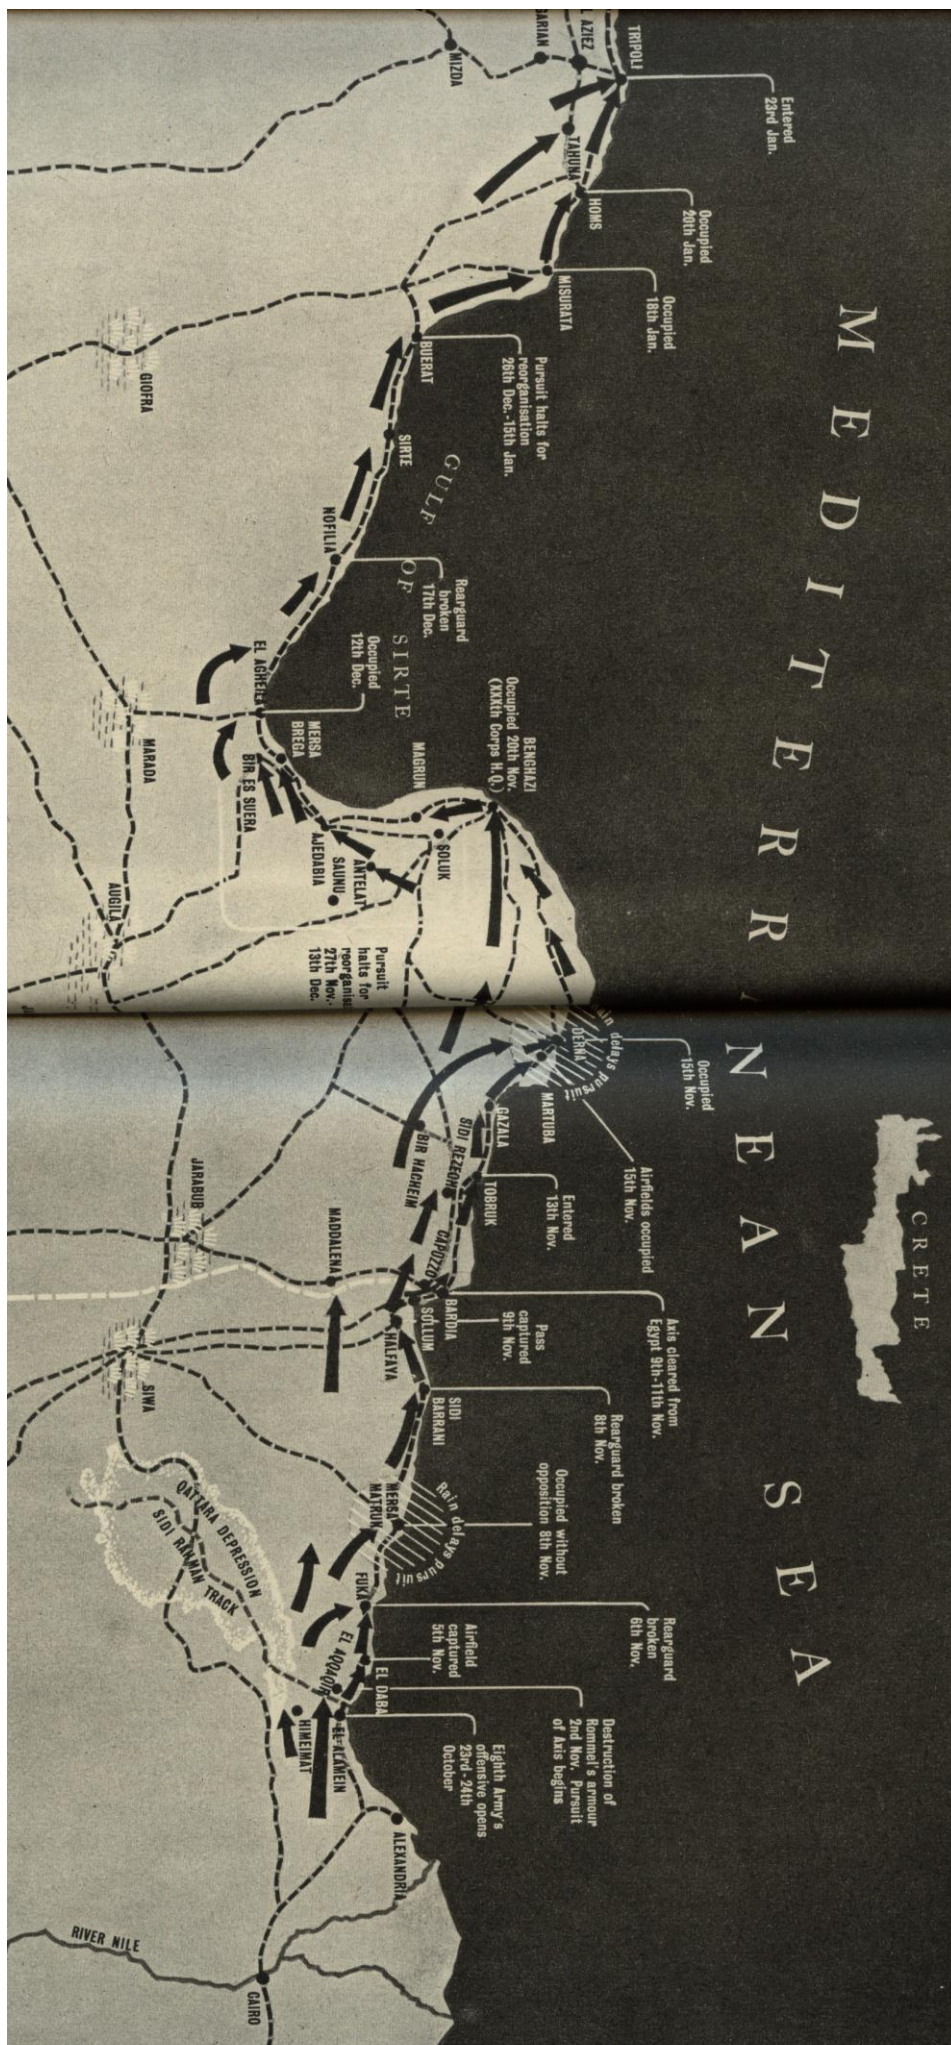 MEDITERR
NEAN SEA
CRETE
GULF OF SIRTE
Entered
23rd Jan.
TRIPOLI
L AZIEZ
GARIAN
MIZDA
TAHUNA
Occupied
20th Jan.
HOMS
Occupied
18th Jan.
MISURATA
Pursuit halts for
reorganisation
26th Dec.-15th Jan.
BUERAT
GIOFRA
SIRTE
NOFILIA
Rearguard
broken
17th Dec.
Occupied
12th Dec.
EL AGHEILA
MARADA
MERSA
BREGA
BIR ES SUERA
BENGHAZI
Occupied 20th Nov.
(XXXth Corps H.Q.)
MAGRUN
SOLUK
AJEDABIA
ANTELAT
SAUNU
AUGILA
Pursuit
halts for
reorganisa
27th Nov.-
13th Dec.
Occupied
15th Nov.
ain delays pursuit
DERNA
MARTUBA
Airfields occupied
15th Nov.
GAZALA
BIR HACHEIM
SIDI REZEGH
Entered
13th Nov.
TOBRUK
JARABUB
MADDALENA
CAPUZZO
Axis cleared from
Egypt 9th-11th Nov.
BARDIA
SOLLUM
Pass
captured
9th Nov.
HALFAYA
SIWA
Rearguard broken
8th Nov.
SIDI
BARRANI
Occupied without
opposition 8th Nov.
Rain delays pursuit
MERSA
MATRUK
QATTARA DEPRESSION
SIDI RAHMAN TRACK
Rearguard
broken
6th Nov.
FUKA
Airfield
captured
5th Nov.
EL DABA
EL AQQAQIR
Destruction of
Rommel's armour
2nd Nov. Pursuit
of Axis begins
Eighth Army's
offensive opens
23rd-24th
October
EL ALAMEIN
HIMEIMAT
ALEXANDRIA
RIVER NILE
CAIRO